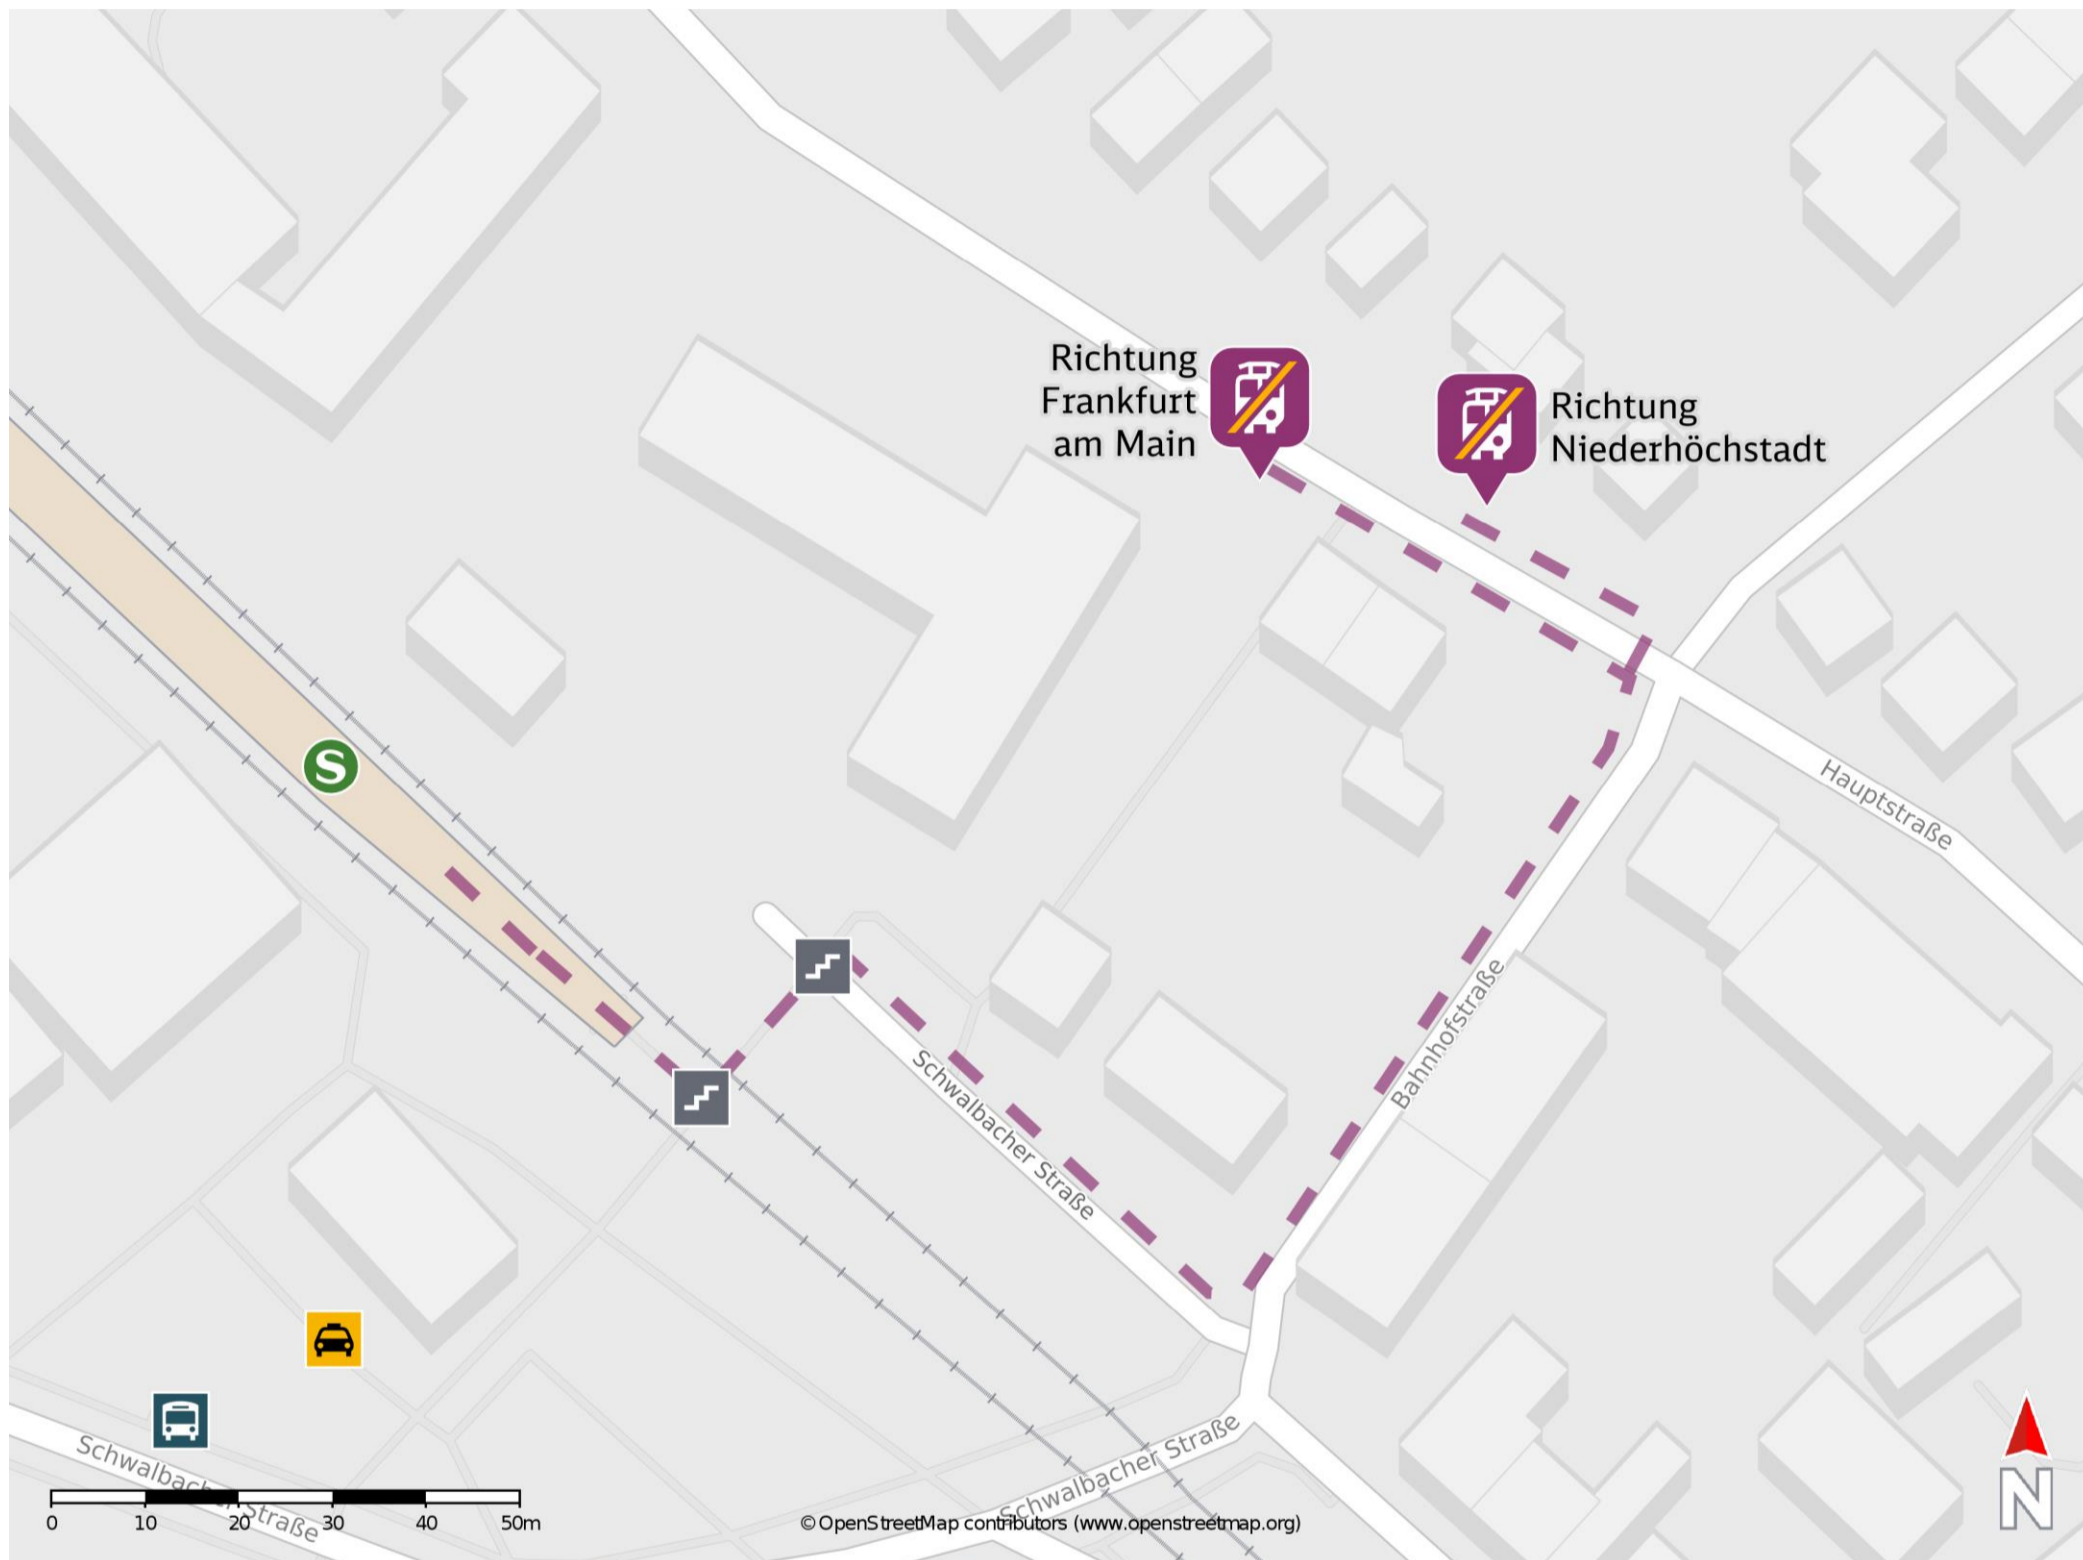 Richtung
Frankfurt
am Main
Richtung
Niederhöchstadt
Hauptstraße
S
Bahnhofstraße
Schwalbacher Straße
Schwalbacher Straße
Schwalbacher Straße
0 10 20 30 40 50m
© OpenStreetMap contributors (www.openstreetmap.org)
N